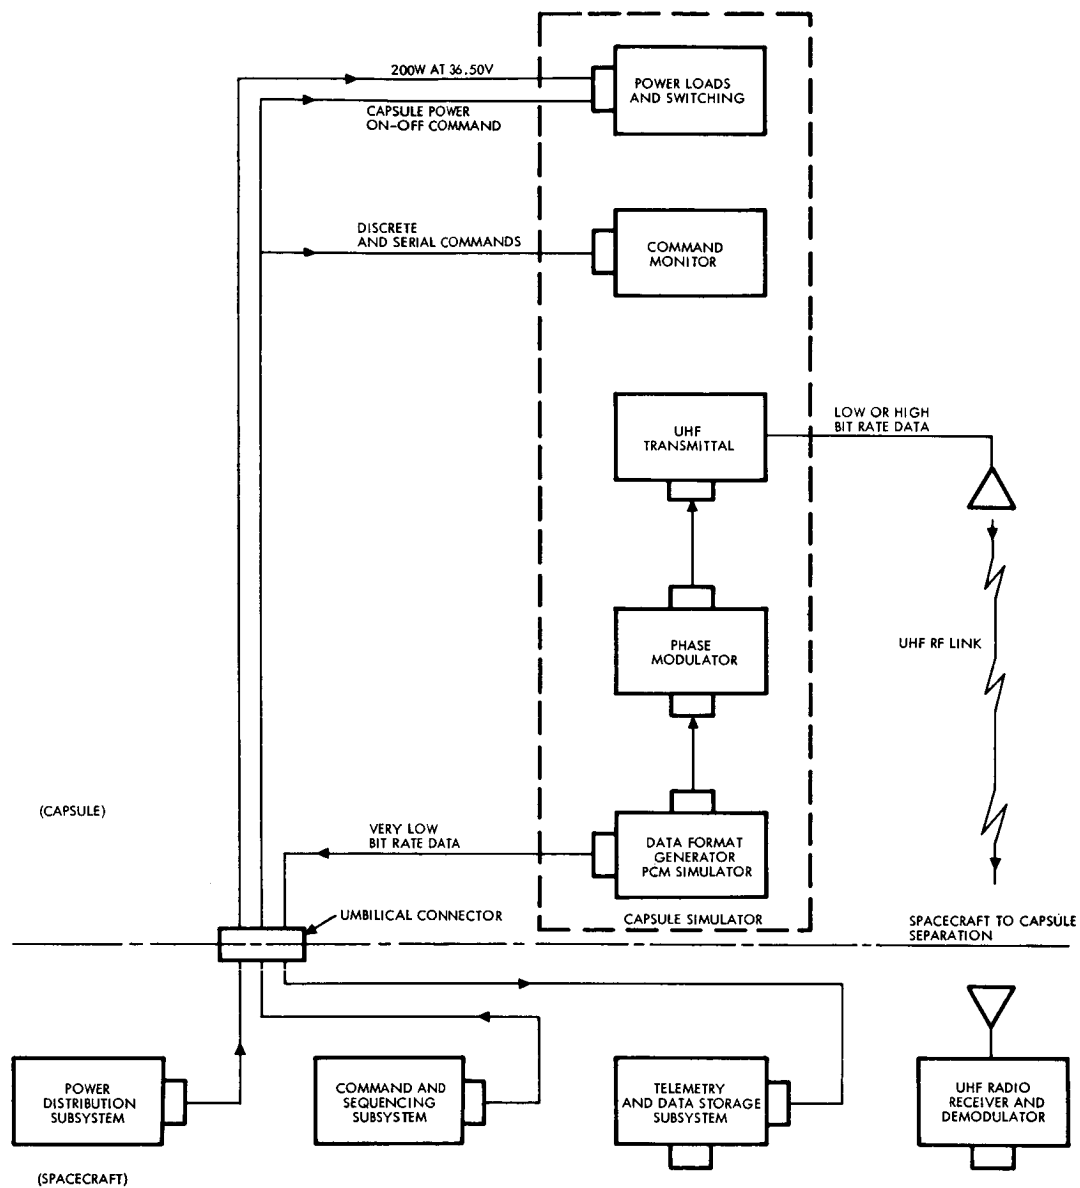 200W AT 36.50V
CAPSULE POWER
ON-OFF COMMAND
POWER LOADS
AND SWITCHING
DISCRETE
AND SERIAL COMMANDS
COMMAND
MONITOR
UHF
TRANSMITTAL
LOW OR HIGH
BIT RATE DATA
PHASE
MODULATOR
UHF RF LINK
(CAPSULE)
VERY LOW
BIT RATE DATA
DATA FORMAT
GENERATOR
PCM SIMULATOR
UMBILICAL CONNECTOR
CAPSULE SIMULATOR
SPACECRAFT TO CAPSULE
SEPARATION
POWER
DISTRIBUTION
SUBSYSTEM
COMMAND AND
SEQUENCING
SUBSYSTEM
TELEMETRY
AND DATA STORAGE
SUBSYSTEM
UHF RADIO
RECEIVER AND
DEMODULATOR
(SPACECRAFT)